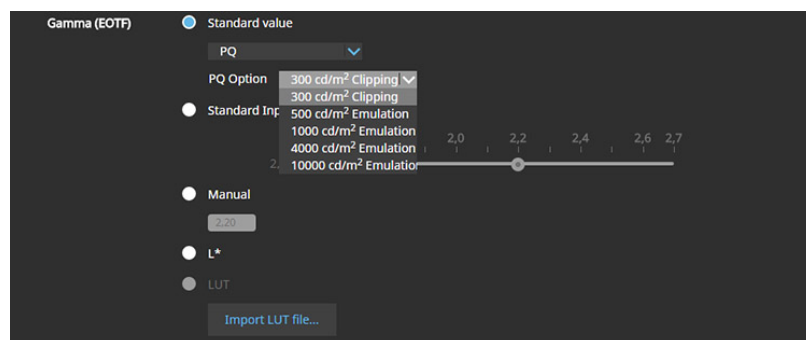 Gamma (EOTF)
Standard value
PQ
PQ Option
300 cd/m² Clipping
300 cd/m² Clipping
500 cd/m² Emulation
1000 cd/m² Emulation
4000 cd/m² Emulation
10000 cd/m² Emulation
Standard Inp
2,0 2,2 2,4 2,6 2,7
2,
Manual
2,20
L*
LUT
Import LUT file...